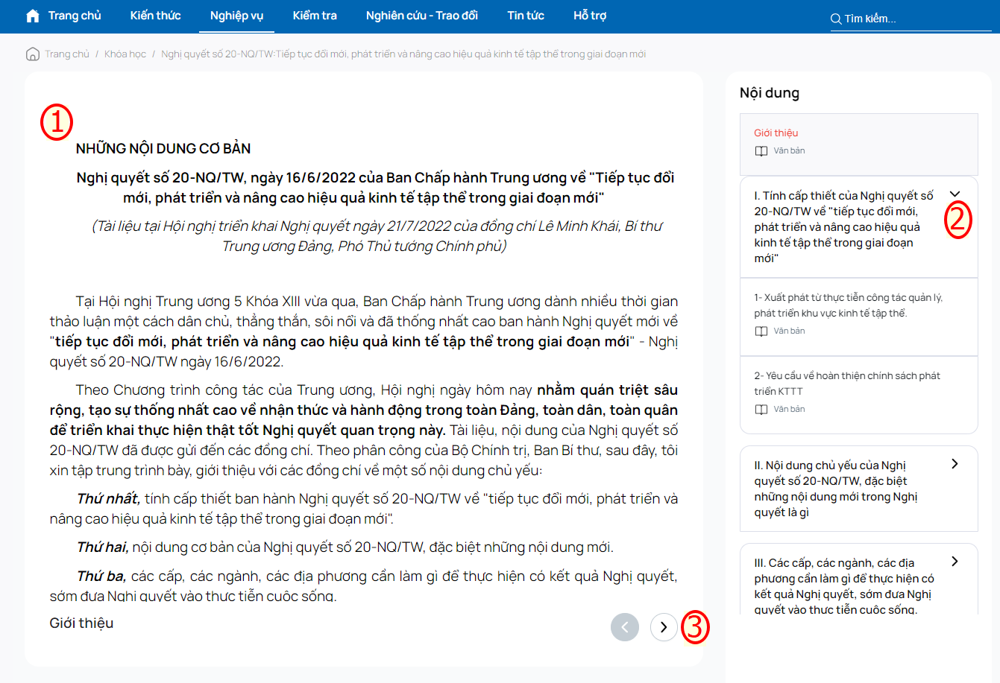 Trang chủ Kiến thức Nghiệp vụ Kiểm tra Nghiên cứu - Trao đổi Tin tức Hỗ trợ Tìm kiếm...
Trang chủ / Khóa học / Nghị quyết số 20-NQ/TW:Tiếp tục đổi mới, phát triển và nâng cao hiệu quả kinh tế tập thể trong giai đoạn mới
1
NHỮNG NỘI DUNG CƠ BẢN
Nghị quyết số 20-NQ/TW, ngày 16/6/2022 của Ban Chấp hành Trung ương về "Tiếp tục đổi
mới, phát triển và nâng cao hiệu quả kinh tế tập thể trong giai đoạn mới"
(Tài liệu tại Hội nghị triển khai Nghị quyết ngày 21/7/2022 của đồng chí Lê Minh Khái, Bí thư
Trung ương Đảng, Phó Thủ tướng Chính phủ)
Tại Hội nghị Trung ương 5 Khóa XIII vừa qua, Ban Chấp hành Trung ương dành nhiều thời gian
thảo luận một cách dân chủ, thẳng thắn, sôi nổi và đã thống nhất cao ban hành Nghị quyết mới về
"tiếp tục đổi mới, phát triển và nâng cao hiệu quả kinh tế tập thể trong giai đoạn mới" - Nghị
quyết số 20-NQ/TW ngày 16/6/2022.
Theo Chương trình công tác của Trung ương, Hội nghị ngày hôm nay nhằm quán triệt sâu
rộng, tạo sự thống nhất cao về nhận thức và hành động trong toàn Đảng, toàn dân, toàn quân
để triển khai thực hiện thật tốt Nghị quyết quan trọng này. Tài liệu, nội dung của Nghị quyết số
20-NQ/TW đã được gửi đến các đồng chí. Theo phân công của Bộ Chính trị, Ban Bí thư, sau đây, tôi
xin tập trung trình bày, giới thiệu với các đồng chí về một số nội dung chủ yếu:
Thứ nhất, tính cấp thiết ban hành Nghị quyết số 20-NQ/TW về "tiếp tục đổi mới, phát triển và
nâng cao hiệu quả kinh tế tập thể trong giai đoạn mới".
Thứ hai, nội dung cơ bản của Nghị quyết số 20-NQ/TW, đặc biệt những nội dung mới.
Thứ ba, các cấp, các ngành, các địa phương cần làm gì để thực hiện có kết quả Nghị quyết,
sớm đưa Nghị quyết vào thực tiễn cuộc sống.
Giới thiệu
3
Nội dung
Giới thiệu
Văn bản
I. Tính cấp thiết của Nghị quyết số
20-NQ/TW về "tiếp tục đổi mới,
phát triển và nâng cao hiệu quả
kinh tế tập thể trong giai đoạn
mới"
2
1- Xuất phát từ thực tiễn công tác quản lý,
phát triển khu vực kinh tế tập thể.
Văn bản
2- Yêu cầu về hoàn thiện chính sách phát
triển KTTT
Văn bản
II. Nội dung chủ yếu của Nghị
quyết số 20-NQ/TW, đặc biệt
những nội dung mới trong Nghị
quyết là gì
III. Các cấp, các ngành, các địa
phương cần làm gì để thực hiện có
kết quả Nghị quyết, sớm đưa Nghị
quyết vào thực tiễn cuộc sống.